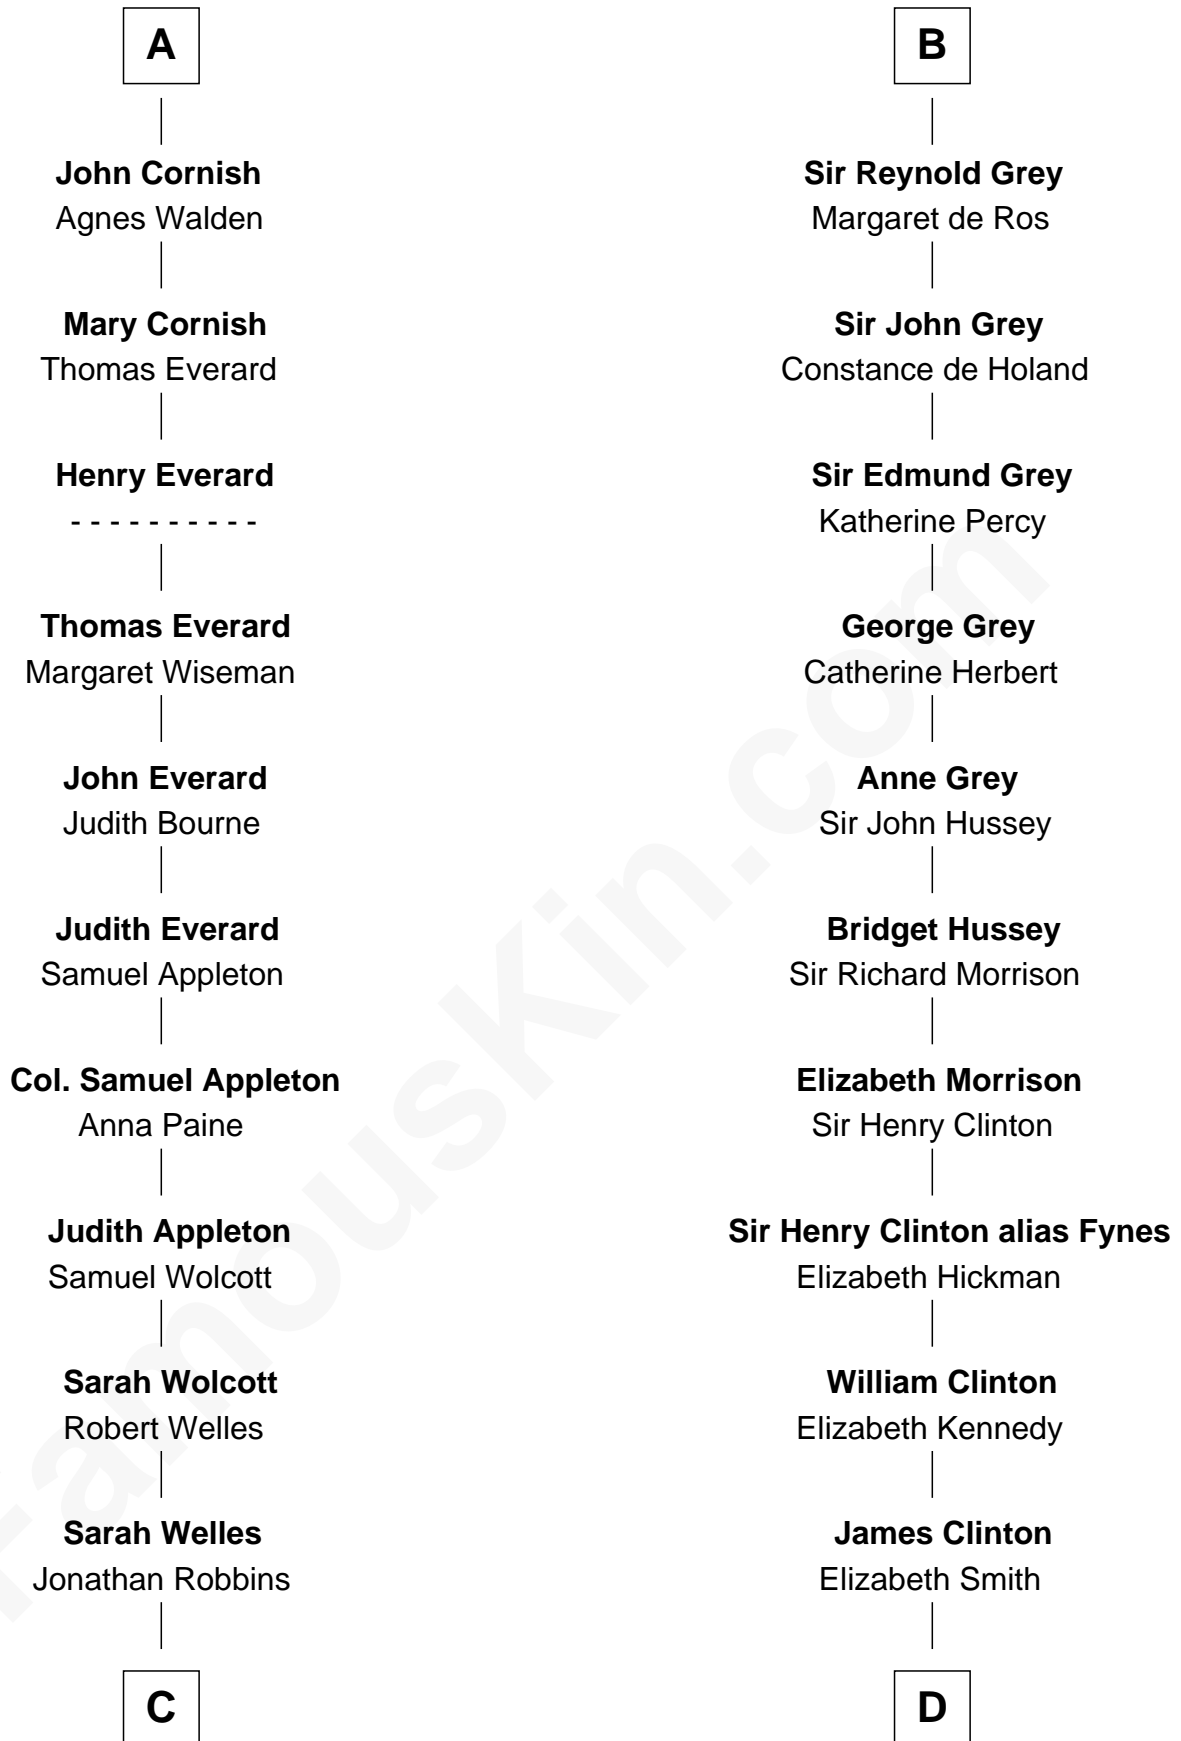 A
John Cornish
Agnes Walden
Mary Cornish
Thomas Everard
Henry Everard
- - - - - - - - - -
Thomas Everard
Margaret Wiseman
John Everard
Judith Bourne
Judith Everard
Samuel Appleton
Col. Samuel Appleton
Anna Paine
Judith Appleton
Samuel Wolcott
Sarah Wolcott
Robert Welles
Sarah Welles
Jonathan Robbins
C
B
Sir Reynold Grey
Margaret de Ros
Sir John Grey
Constance de Holand
Sir Edmund Grey
Katherine Percy
George Grey
Catherine Herbert
Anne Grey
Sir John Hussey
Bridget Hussey
Sir Richard Morrison
Elizabeth Morrison
Sir Henry Clinton
Sir Henry Clinton alias Fynes
Elizabeth Hickman
William Clinton
Elizabeth Kennedy
James Clinton
Elizabeth Smith
D
FamousKin.com